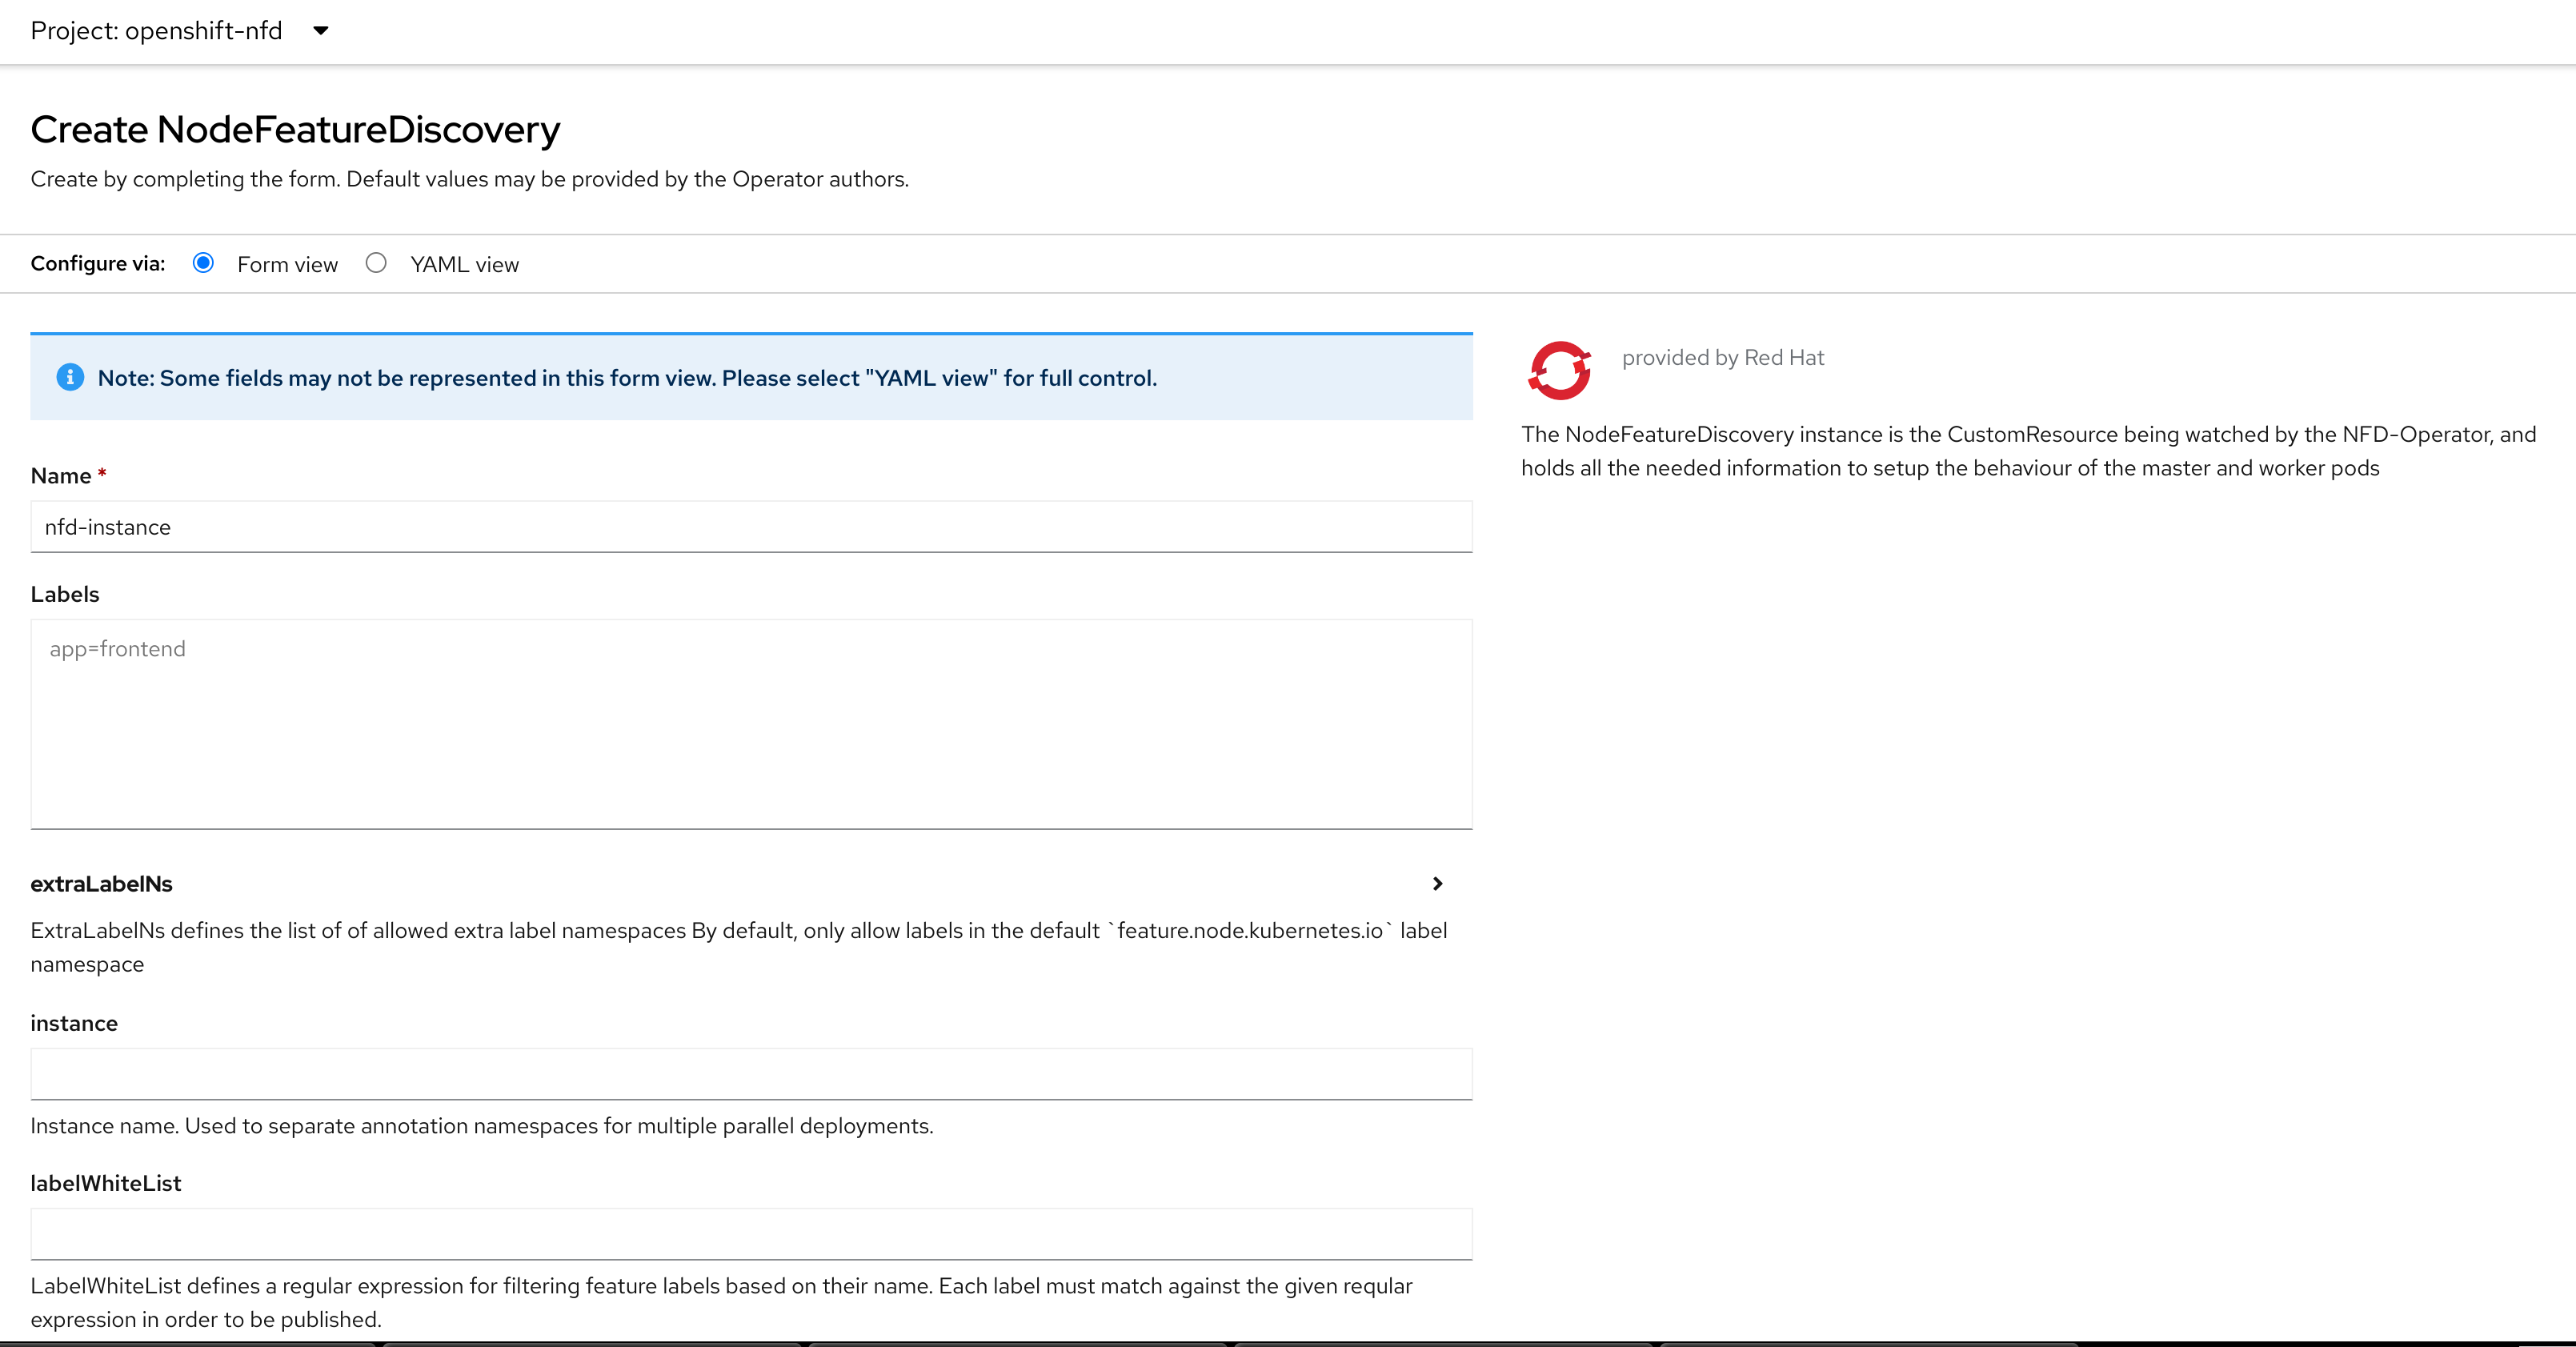 Project: openshift-nfd
Create NodeFeatureDiscovery
Create by completing the form. Default values may be provided by the Operator authors.
Configure via: Form view YAML view
Note: Some fields may not be represented in this form view. Please select "YAML view" for full control.
provided by Red Hat
The NodeFeatureDiscovery instance is the CustomResource being watched by the NFD-Operator, and
holds all the needed information to setup the behaviour of the master and worker pods
Name *
nfd-instance
Labels
app=frontend
extraLabelNs
ExtraLabelNs defines the list of of allowed extra label namespaces By default, only allow labels in the default `feature.node.kubernetes.io` label
namespace
instance
Instance name. Used to separate annotation namespaces for multiple parallel deployments.
labelWhiteList
LabelWhiteList defines a regular expression for filtering feature labels based on their name. Each label must match against the given reqular
expression in order to be published.